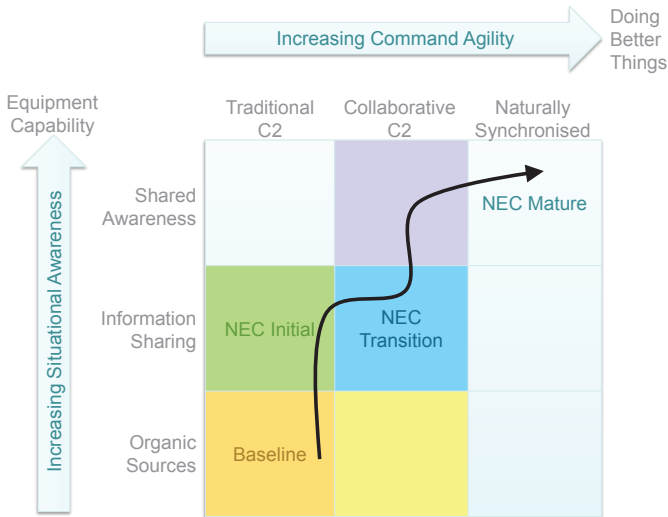 Increasing Command Agility
Doing
Better
Things
Equipment
Capability
Traditional
C2
Collaborative
C2
Naturally
Synchronised
Increasing Situational Awareness
Shared
Awareness
NEC Mature
Information
Sharing
NEC Initial
NEC
Transition
Organic
Sources
Baseline